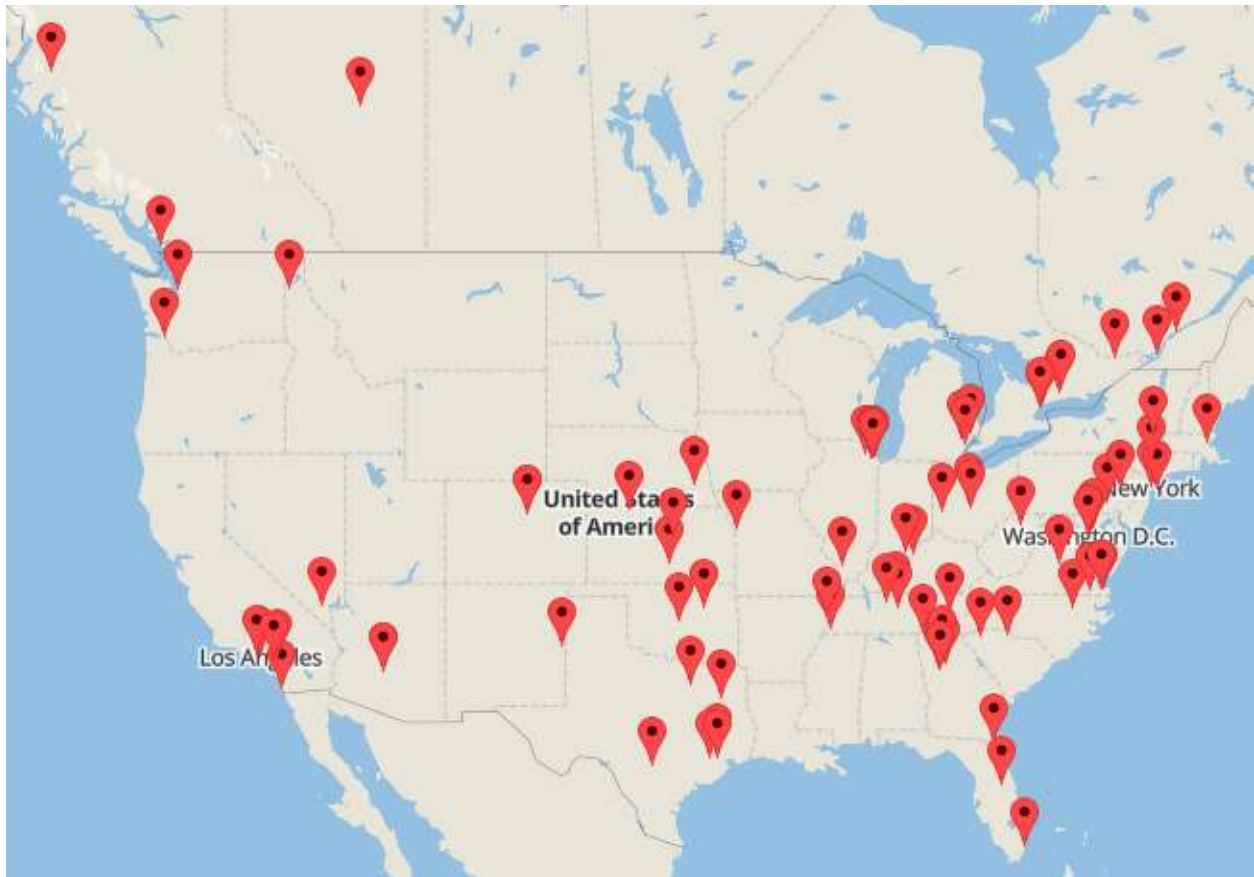 United States
of America
New York
Washington D.C.
Los Angeles